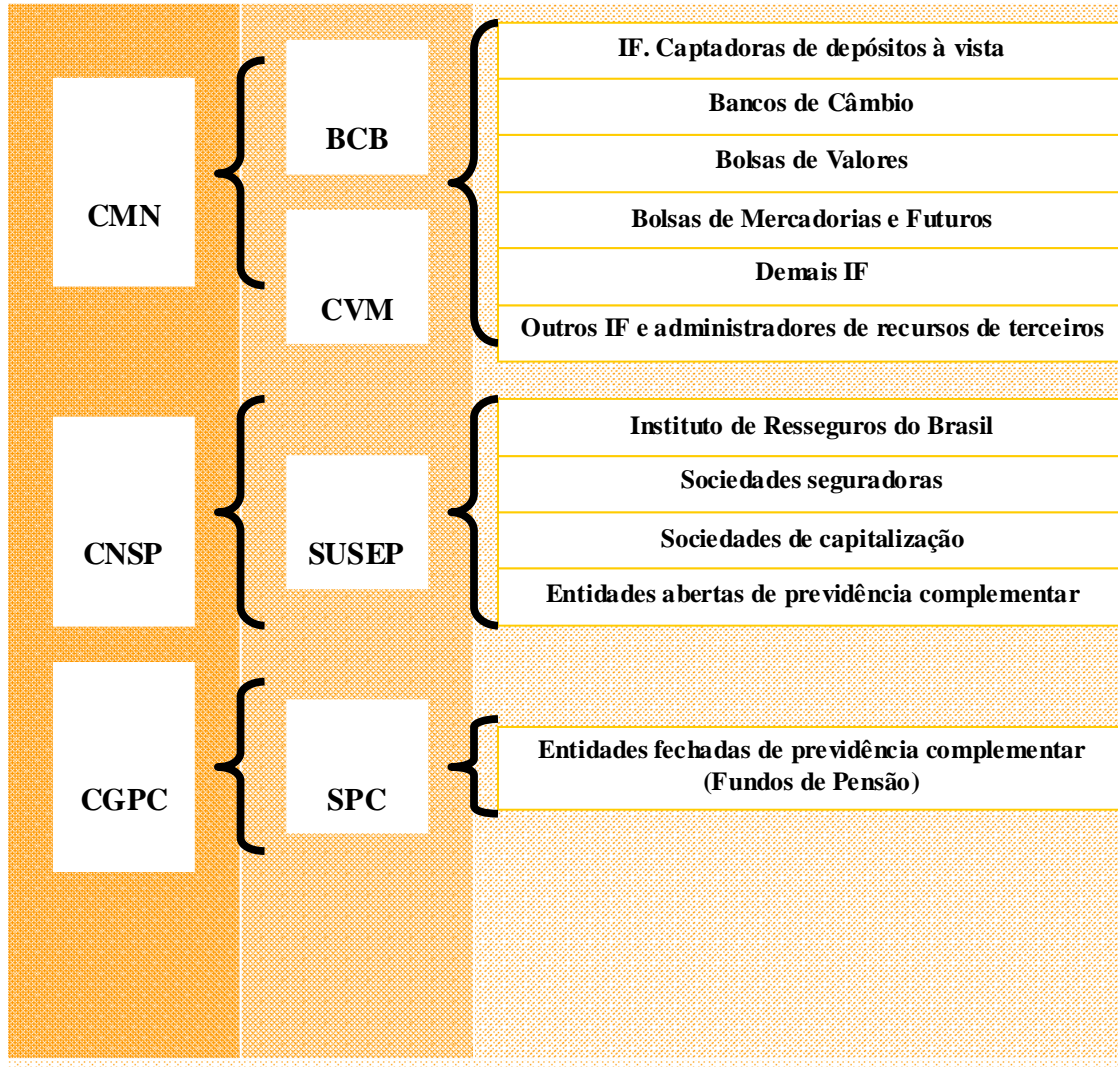 CMN
BCB
CVM
IF. Captadoras de depósitos à vista
Bancos de Câmbio
Bolsas de Valores
Bolsas de Mercadorias e Futuros
Demais IF
Outros IF e administradores de recursos de terceiros
CNSP
SUSEP
Instituto de Resseguros do Brasil
Sociedades seguradoras
Sociedades de capitalização
Entidades abertas de previdência complementar
CGPC
SPC
Entidades fechadas de previdência complementar
(Fundos de Pensão)